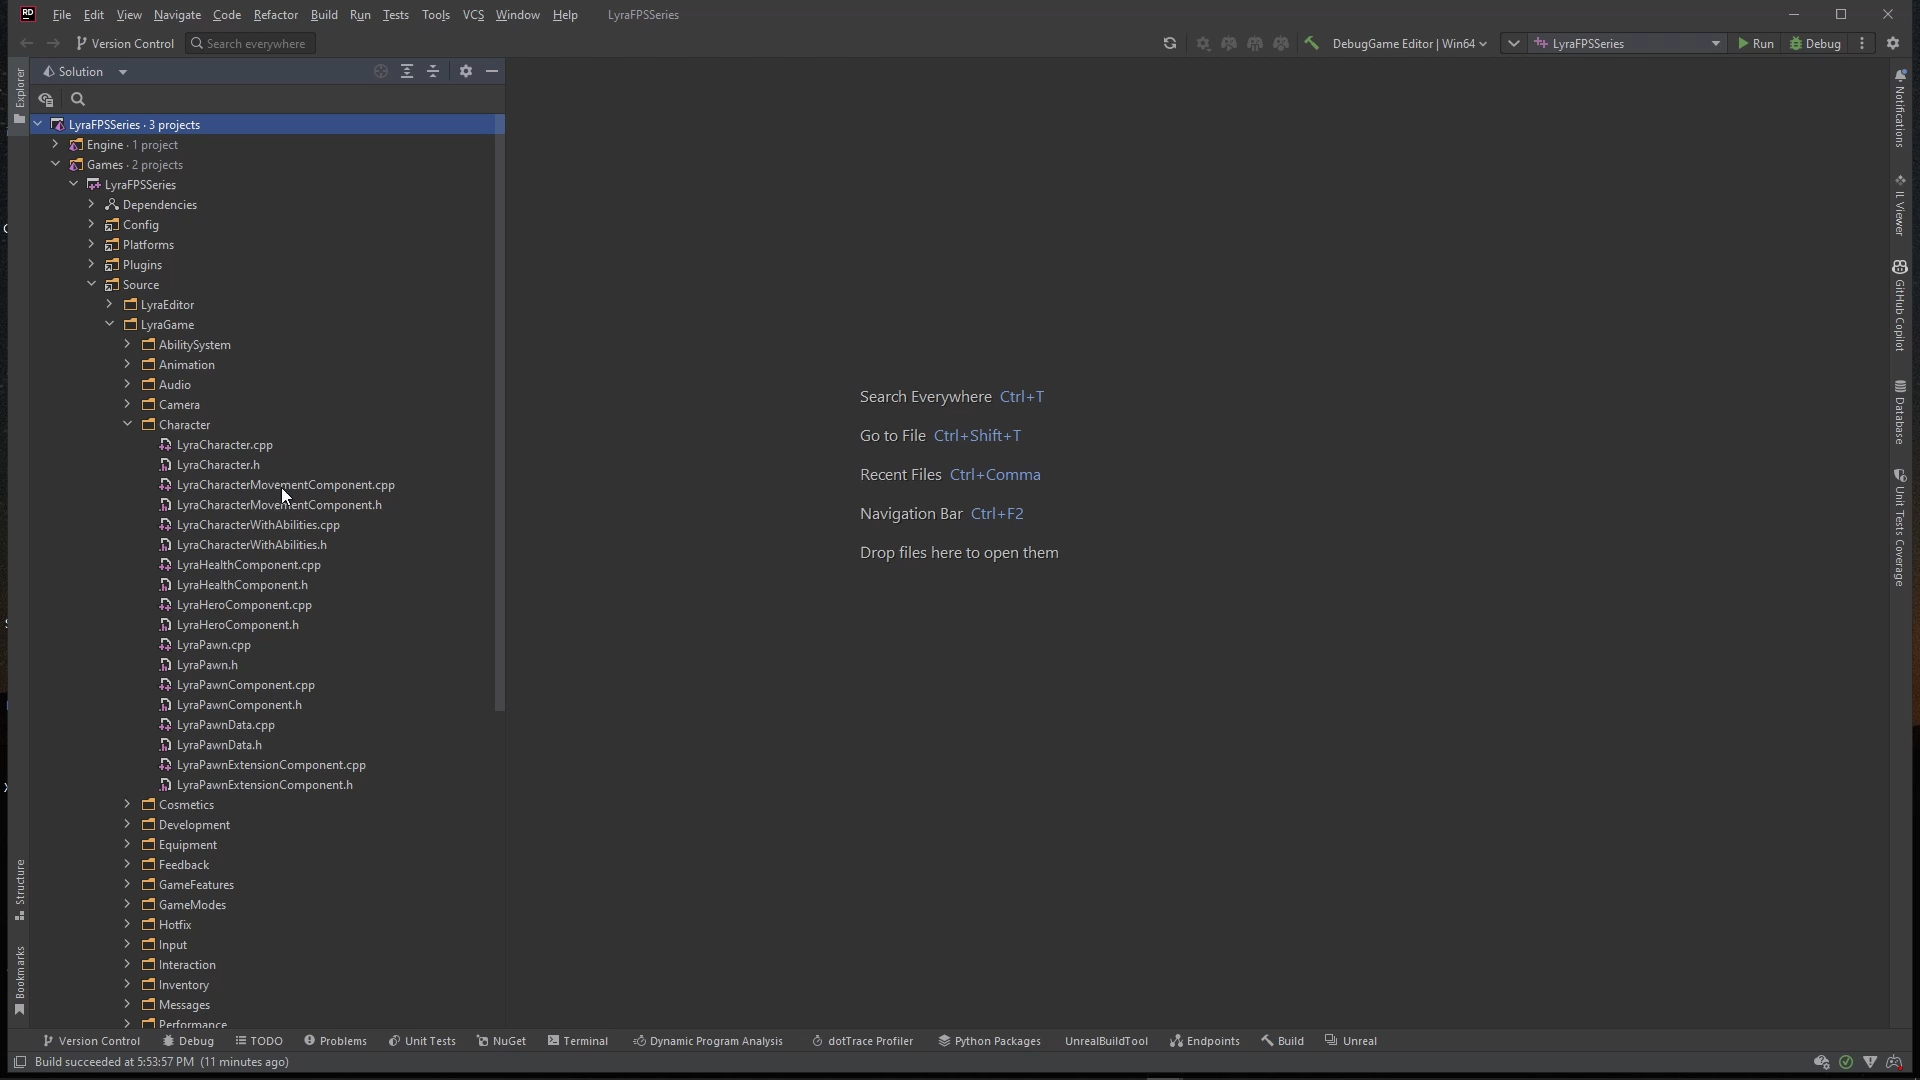 RD File Edit View Navigate Code Refactor Build Run Tests Tools VCS Window Help LyraFPSSeries
Version Control Search everywhere DebugGame Editor | Win64 LyraFPSSeries Run Debug
Solution
Explorer
LyraFPSSeries · 3 projects
Engine · 1 project
Games · 2 projects
LyraFPSSeries
Dependencies
Config
Platforms
Plugins
Source
LyraEditor
LyraGame
AbilitySystem
Animation
Audio
Camera
Character
LyraCharacter.cpp
LyraCharacter.h
LyraCharacterMovementComponent.cpp
LyraCharacterMovementComponent.h
LyraCharacterWithAbilities.cpp
LyraCharacterWithAbilities.h
LyraHealthComponent.cpp
LyraHealthComponent.h
LyraHeroComponent.cpp
LyraHeroComponent.h
LyraPawn.cpp
LyraPawn.h
LyraPawnComponent.cpp
LyraPawnComponent.h
LyraPawnData.cpp
LyraPawnData.h
LyraPawnExtensionComponent.cpp
LyraPawnExtensionComponent.h
Cosmetics
Development
Equipment
Feedback
GameFeatures
GameModes
Hotfix
Input
Interaction
Inventory
Messages
Performance
Structure
Bookmarks
Search Everywhere Ctrl+T
Go to File Ctrl+Shift+T
Recent Files Ctrl+Comma
Navigation Bar Ctrl+F2
Drop files here to open them
Notifications
IL Viewer
GitHub Copilot
Database
Unit Tests Coverage
Version Control Debug TODO Problems Unit Tests NuGet Terminal Dynamic Program Analysis dotTrace Profiler Python Packages UnrealBuildTool Endpoints Build Unreal
Build succeeded at 5:53:57 PM (11 minutes ago)